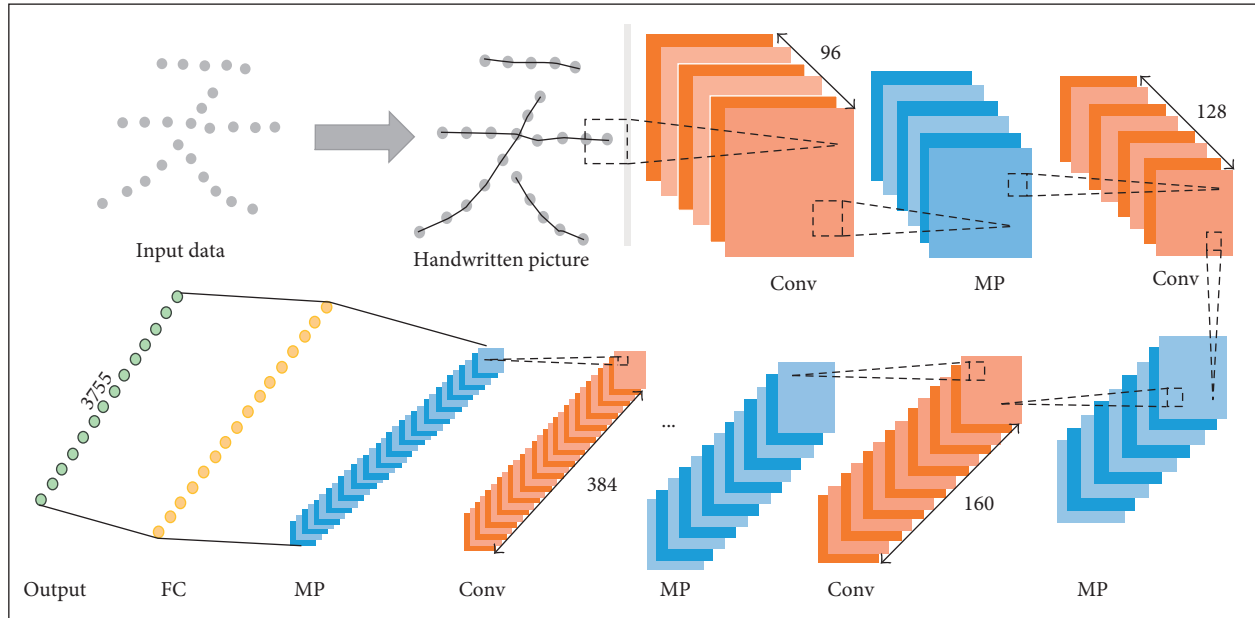 96
128
Input data
Handwritten picture
Conv
MP
Conv
3755
...
384
160
Output
FC
MP
Conv
MP
Conv
MP